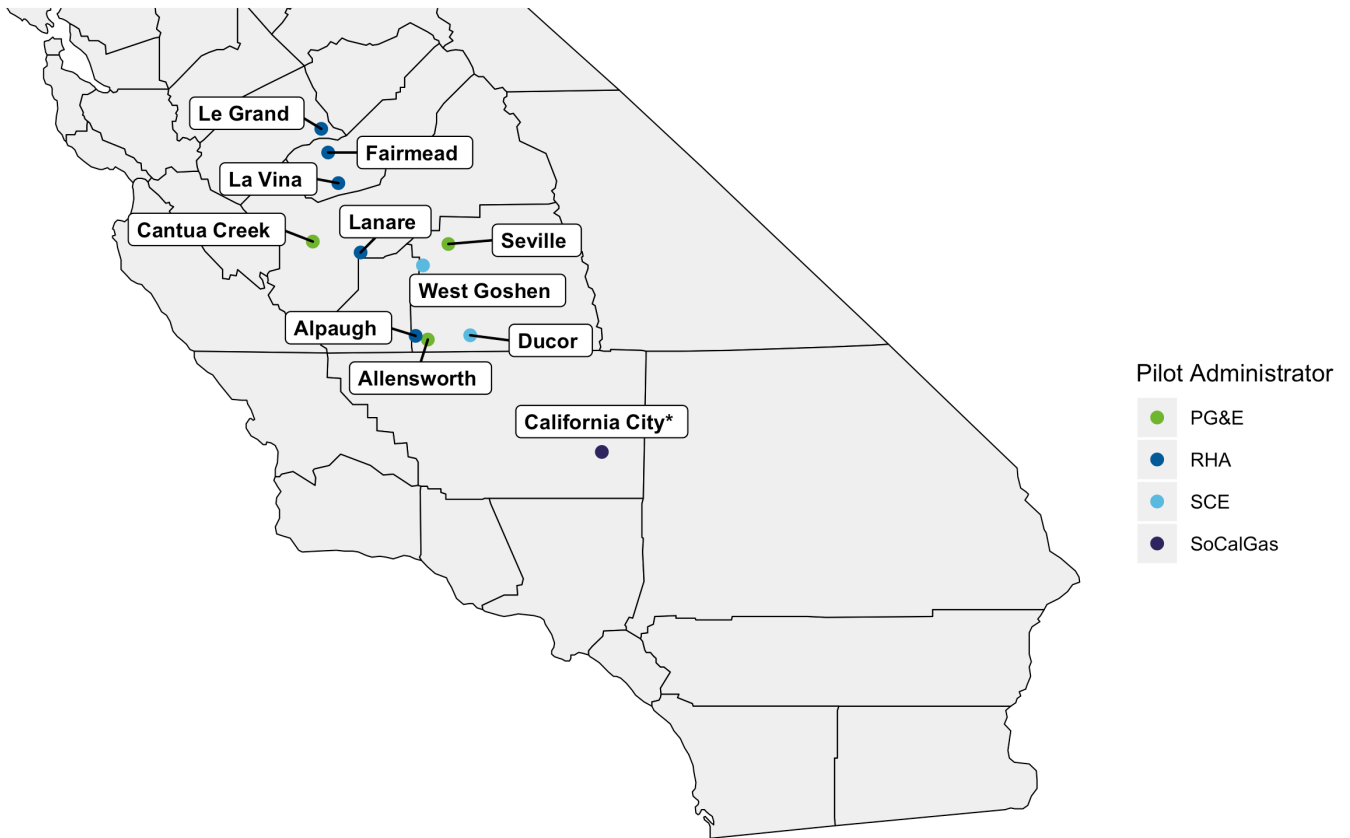 Le Grand
Fairmead
La Vina
Lanare
Cantua Creek
Seville
West Goshen
Alpaugh
Ducor
Allensworth
California City*
Pilot Administrator
PG&E
RHA
SCE
SoCalGas